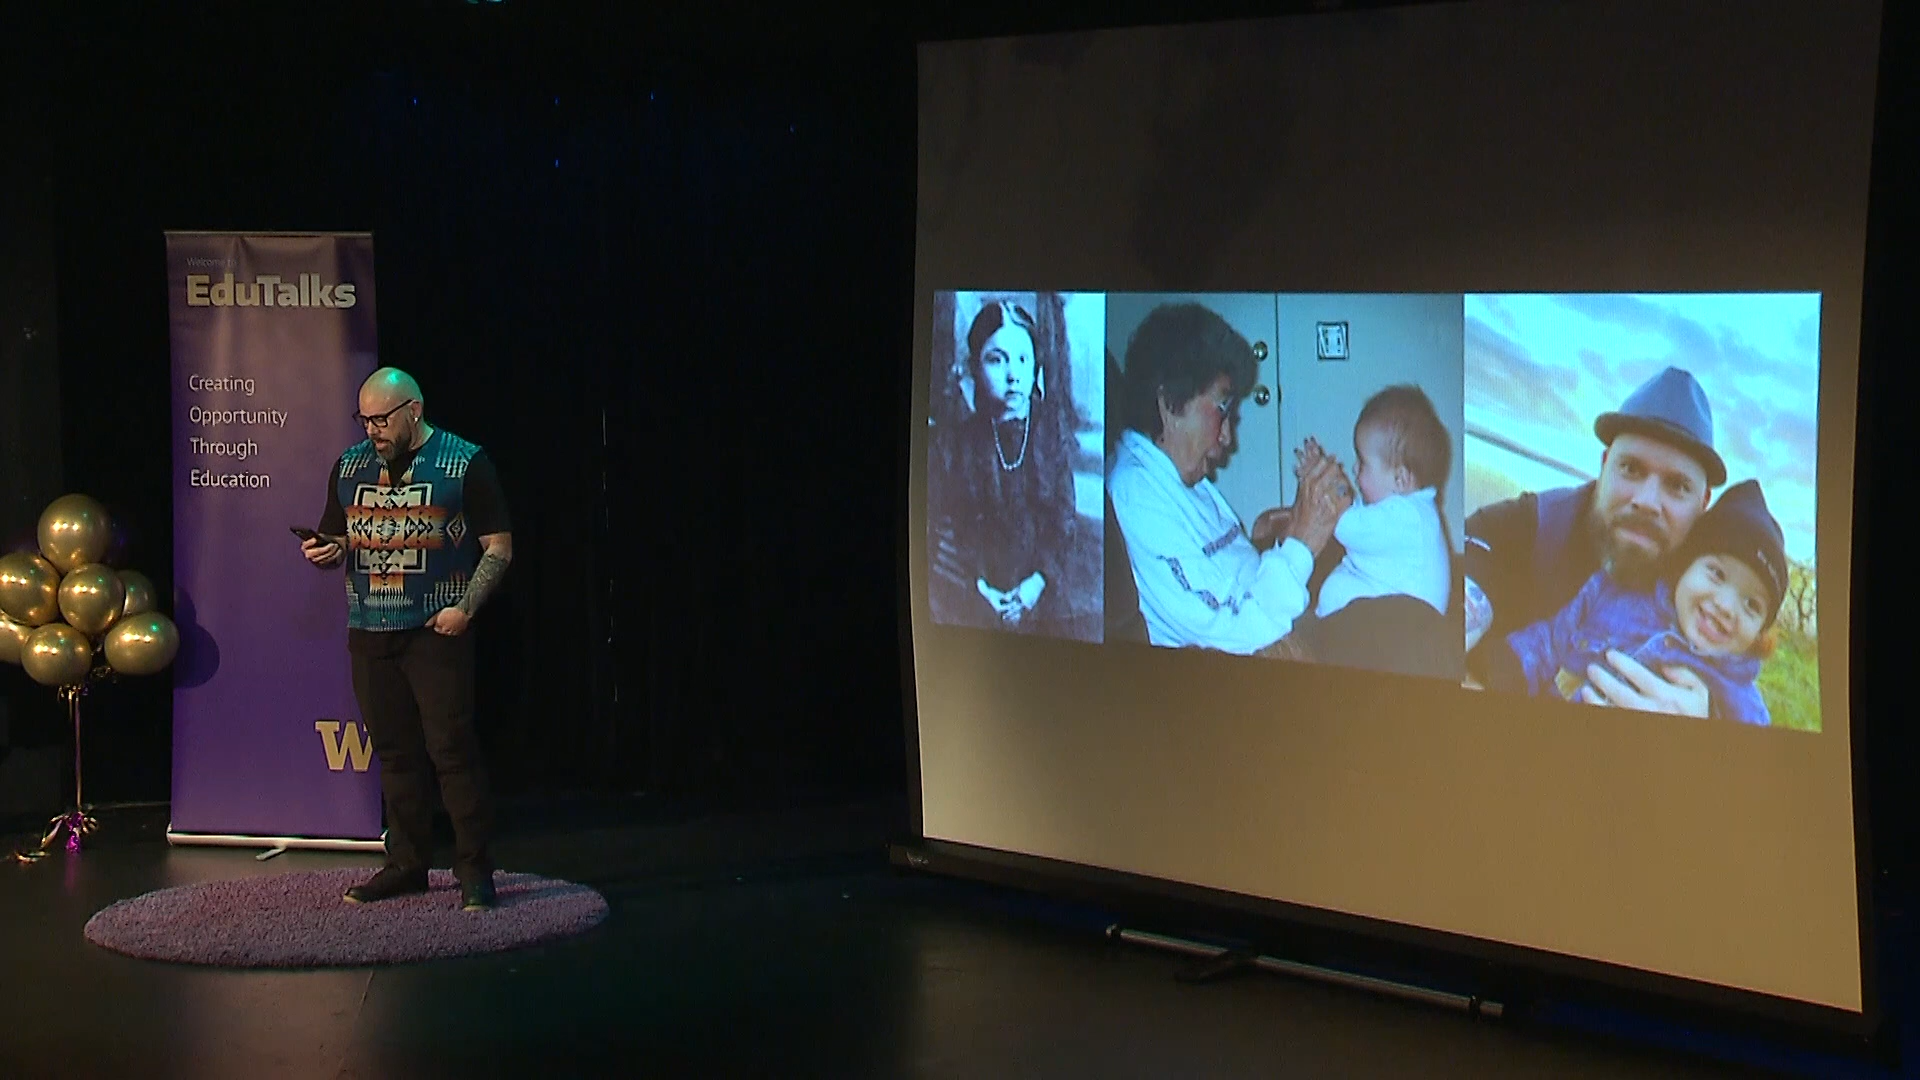 Welcome to
EduTalks
Creating
Opportunity
Through
Education
W